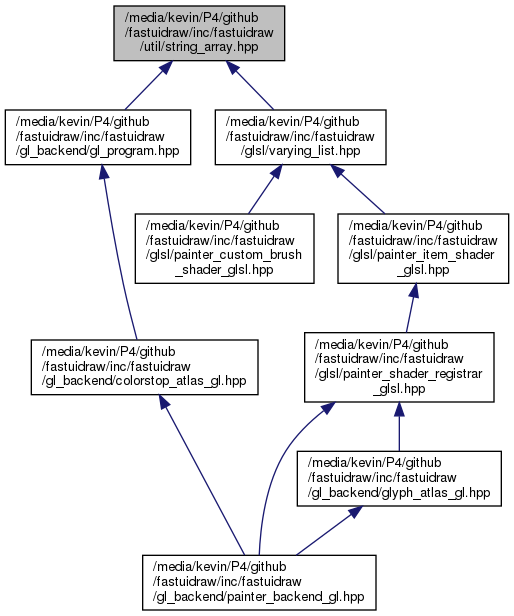 /media/kevin/P4/github
/fastuidraw/inc/fastuidraw
/util/string_array.hpp
/media/kevin/P4/github
/fastuidraw/inc/fastuidraw
/gl_backend/gl_program.hpp
/media/kevin/P4/github
/fastuidraw/inc/fastuidraw
/glsl/varying_list.hpp
/media/kevin/P4/github
/fastuidraw/inc/fastuidraw
/glsl/painter_custom_brush
_shader_glsl.hpp
/media/kevin/P4/github
/fastuidraw/inc/fastuidraw
/glsl/painter_item_shader
_glsl.hpp
/media/kevin/P4/github
/fastuidraw/inc/fastuidraw
/gl_backend/colorstop_atlas_gl.hpp
/media/kevin/P4/github
/fastuidraw/inc/fastuidraw
/glsl/painter_shader_registrar
_glsl.hpp
/media/kevin/P4/github
/fastuidraw/inc/fastuidraw
/gl_backend/glyph_atlas_gl.hpp
/media/kevin/P4/github
/fastuidraw/inc/fastuidraw
/gl_backend/painter_backend_gl.hpp